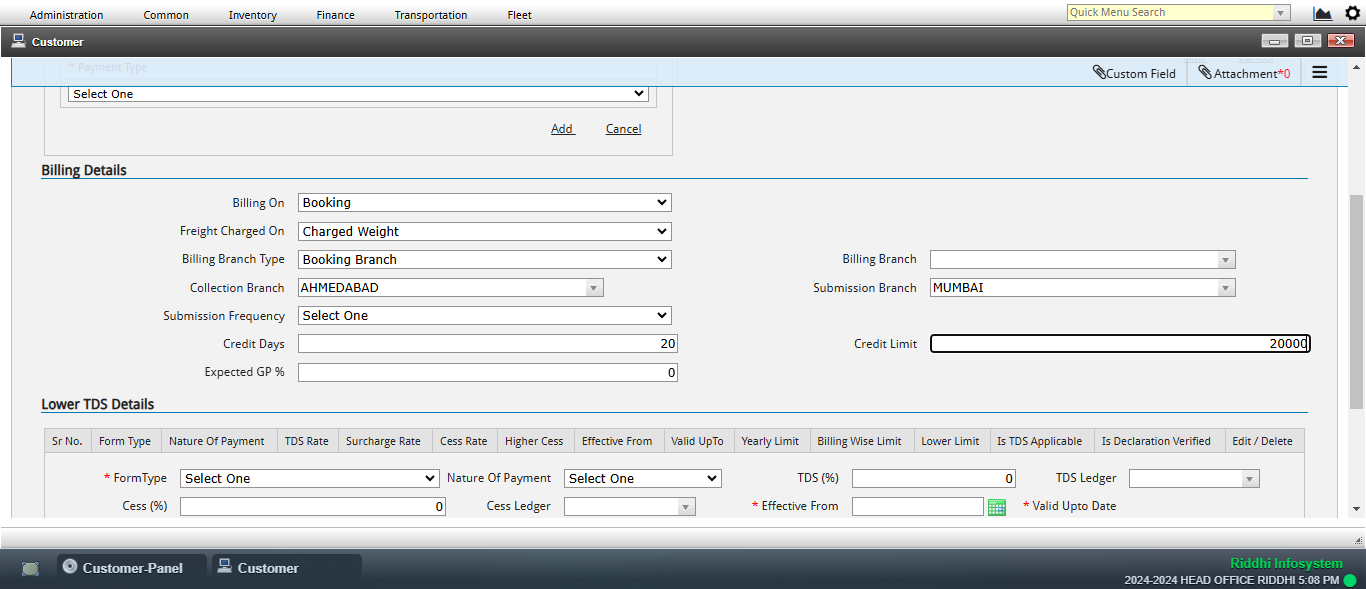 Administration Common Inventory Finance Transportation Fleet Quick Menu Search
Customer
* Payment Type
Custom Field Attachment*0
Select One
Add Cancel
Billing Details
Billing On Booking
Freight Charged On Charged Weight
Billing Branch Type Booking Branch Billing Branch
Collection Branch AHMEDABAD Submission Branch MUMBAI
Submission Frequency Select One
Credit Days 20 Credit Limit 20000
Expected GP % 0
Lower TDS Details
Sr No. Form Type Nature Of Payment TDS Rate Surcharge Rate Cess Rate Higher Cess Effective From Valid UpTo Yearly Limit Billing Wise Limit Lower Limit Is TDS Applicable Is Declaration Verified Edit / Delete
* FormType Select One Nature Of Payment Select One TDS (%) 0 TDS Ledger
Cess (%) 0 Cess Ledger * Effective From * Valid Upto Date
Customer-Panel Customer
Riddhi Infosystem
2024-2024 HEAD OFFICE RIDDHI 5:08 PM